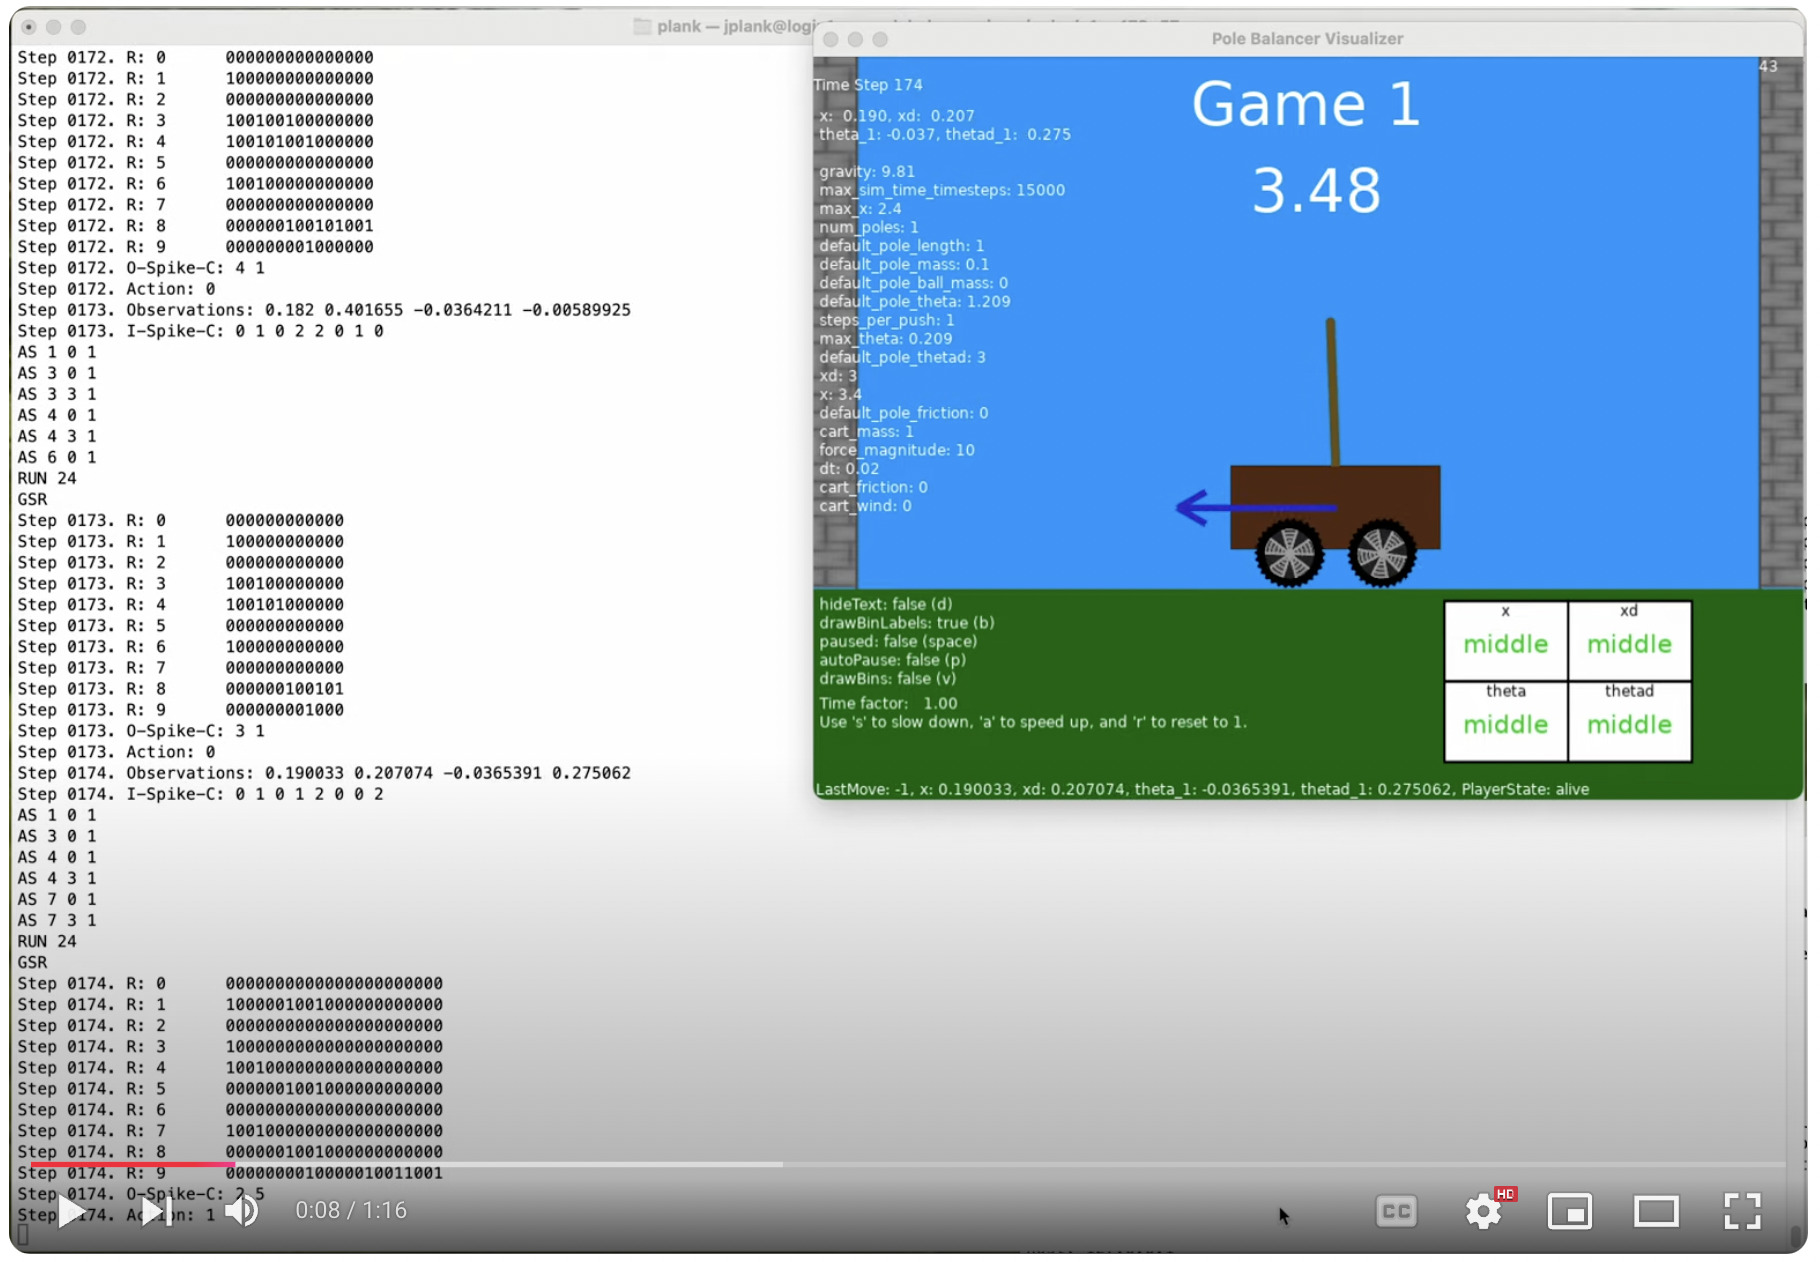 plank — jplank@logi
Step 0172. R: 0 000000000000000
Step 0172. R: 1 100000000000000
Step 0172. R: 2 000000000000000
Step 0172. R: 3 100100100000000
Step 0172. R: 4 100101001000000
Step 0172. R: 5 000000000000000
Step 0172. R: 6 100100000000000
Step 0172. R: 7 000000000000000
Step 0172. R: 8 000000100101001
Step 0172. R: 9 000000001000000
Step 0172. O-Spike-C: 4 1
Step 0172. Action: 0
Step 0173. Observations: 0.182 0.401655 -0.0364211 -0.00589925
Step 0173. I-Spike-C: 0 1 0 2 2 0 1 0
AS 1 0 1
AS 3 0 1
AS 3 3 1
AS 4 0 1
AS 4 3 1
AS 6 0 1
RUN 24
GSR
Step 0173. R: 0 000000000000
Step 0173. R: 1 100000000000
Step 0173. R: 2 000000000000
Step 0173. R: 3 100100000000
Step 0173. R: 4 100101000000
Step 0173. R: 5 000000000000
Step 0173. R: 6 100000000000
Step 0173. R: 7 000000000000
Step 0173. R: 8 000000100101
Step 0173. R: 9 000000001000
Step 0173. O-Spike-C: 3 1
Step 0173. Action: 0
Step 0174. Observations: 0.190033 0.207074 -0.0365391 0.275062
Step 0174. I-Spike-C: 0 1 0 1 2 0 0 2
AS 1 0 1
AS 3 0 1
AS 4 0 1
AS 4 3 1
AS 7 0 1
AS 7 3 1
RUN 24
GSR
Step 0174. R: 0 0000000000000000000000
Step 0174. R: 1 1000001001000000000000
Step 0174. R: 2 0000000000000000000000
Step 0174. R: 3 1000000000000000000000
Step 0174. R: 4 1001000000000000000000
Step 0174. R: 5 0000001001000000000000
Step 0174. R: 6 0000000000000000000000
Step 0174. R: 7 1001000000000000000000
Step 0174. R: 8 0000001001000000000000
Step 0174. R: 9 0000000010000010011001
Step 0174. O-Spike-C: 2 5
Step 0174. Action: 1
Pole Balancer Visualizer
43
Time Step 174
Game 1
3.48
x: 0.190, xd: 0.207
theta_1: -0.037, thetad_1: 0.275
gravity: 9.81
max_sim_time_timesteps: 15000
max_x: 2.4
num_poles: 1
default_pole_length: 1
default_pole_mass: 0.1
default_pole_ball_mass: 0
default_pole_theta: 1.209
steps_per_push: 1
max_theta: 0.209
default_pole_thetad: 3
xd: 3
x: 3.4
default_pole_friction: 0
cart_mass: 1
force_magnitude: 10
dt: 0.02
cart_friction: 0
cart_wind: 0
hideText: false (d)
drawBinLabels: true (b)
paused: false (space)
autoPause: false (p)
drawBins: false (v)
Time factor: 1.00
Use 's' to slow down, 'a' to speed up, and 'r' to reset to 1.
x xd
middle middle
theta thetad
middle middle
LastMove: -1, x: 0.190033, xd: 0.207074, theta_1: -0.0365391, thetad_1: 0.275062, PlayerState: alive
0:08 / 1:16
CC
HD